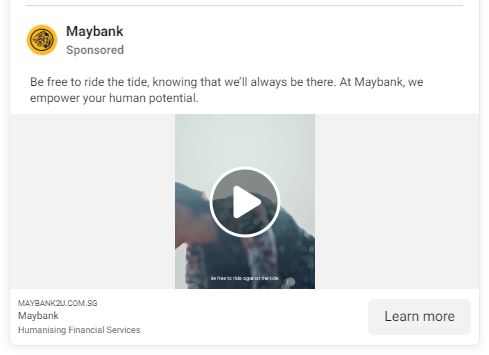 Maybank
Sponsored
Be free to ride the tide, knowing that we'll always be there. At Maybank, we
empower your human potential.
Be free to ride against the tide
MAYBANK2U.COM.SG
Maybank
Humanising Financial Services
Learn more